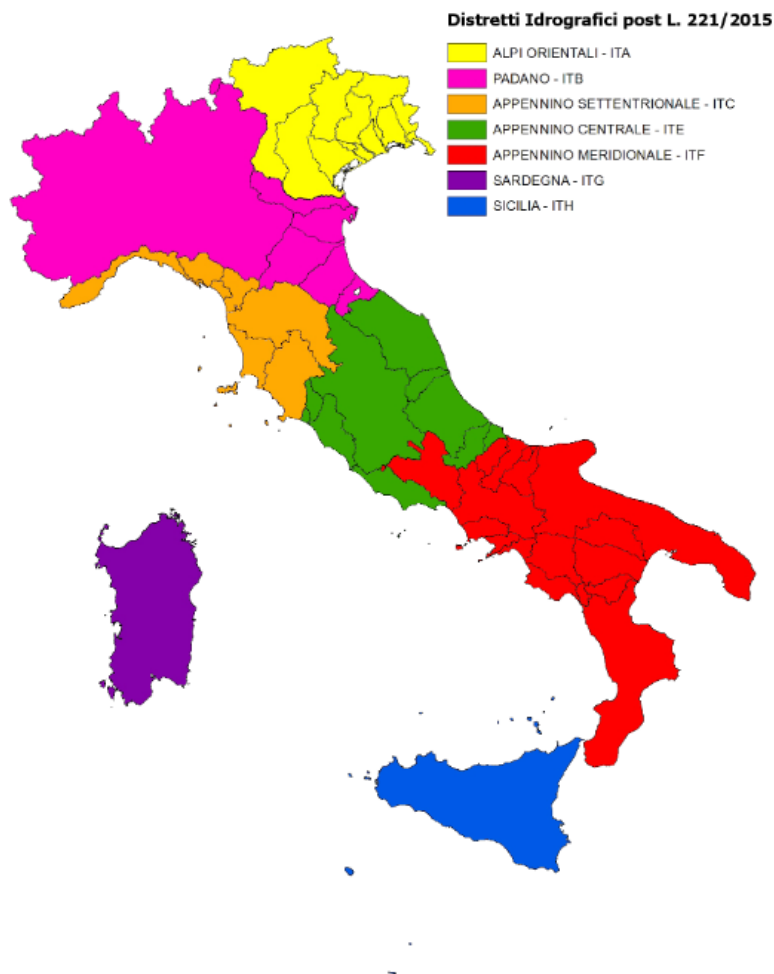 Distretti Idrografici post L. 221/2015
ALPI ORIENTALI - ITA
PADANO - ITB
APPENNINO SETTENTRIONALE - ITC
APPENNINO CENTRALE - ITE
APPENNINO MERIDIONALE - ITF
SARDEGNA - ITG
SICILIA - ITH